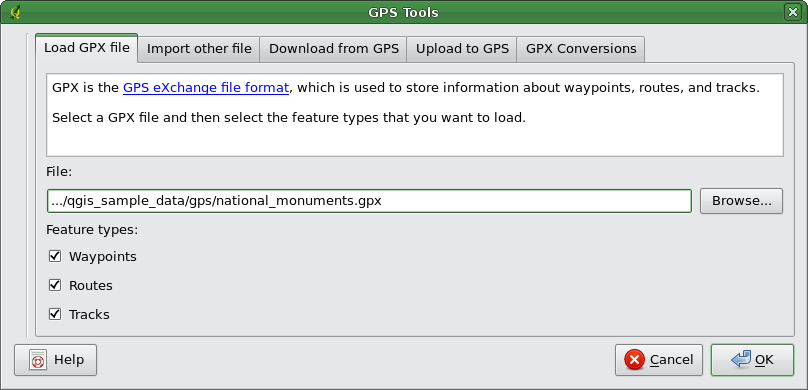 GPS Tools
Load GPX file Import other file Download from GPS Upload to GPS GPX Conversions
GPX is the GPS eXchange file format, which is used to store information about waypoints, routes, and tracks.
Select a GPX file and then select the feature types that you want to load.
File:
.../qgis_sample_data/gps/national_monuments.gpx Browse...
Feature types:
Waypoints
Routes
Tracks
Help Cancel OK